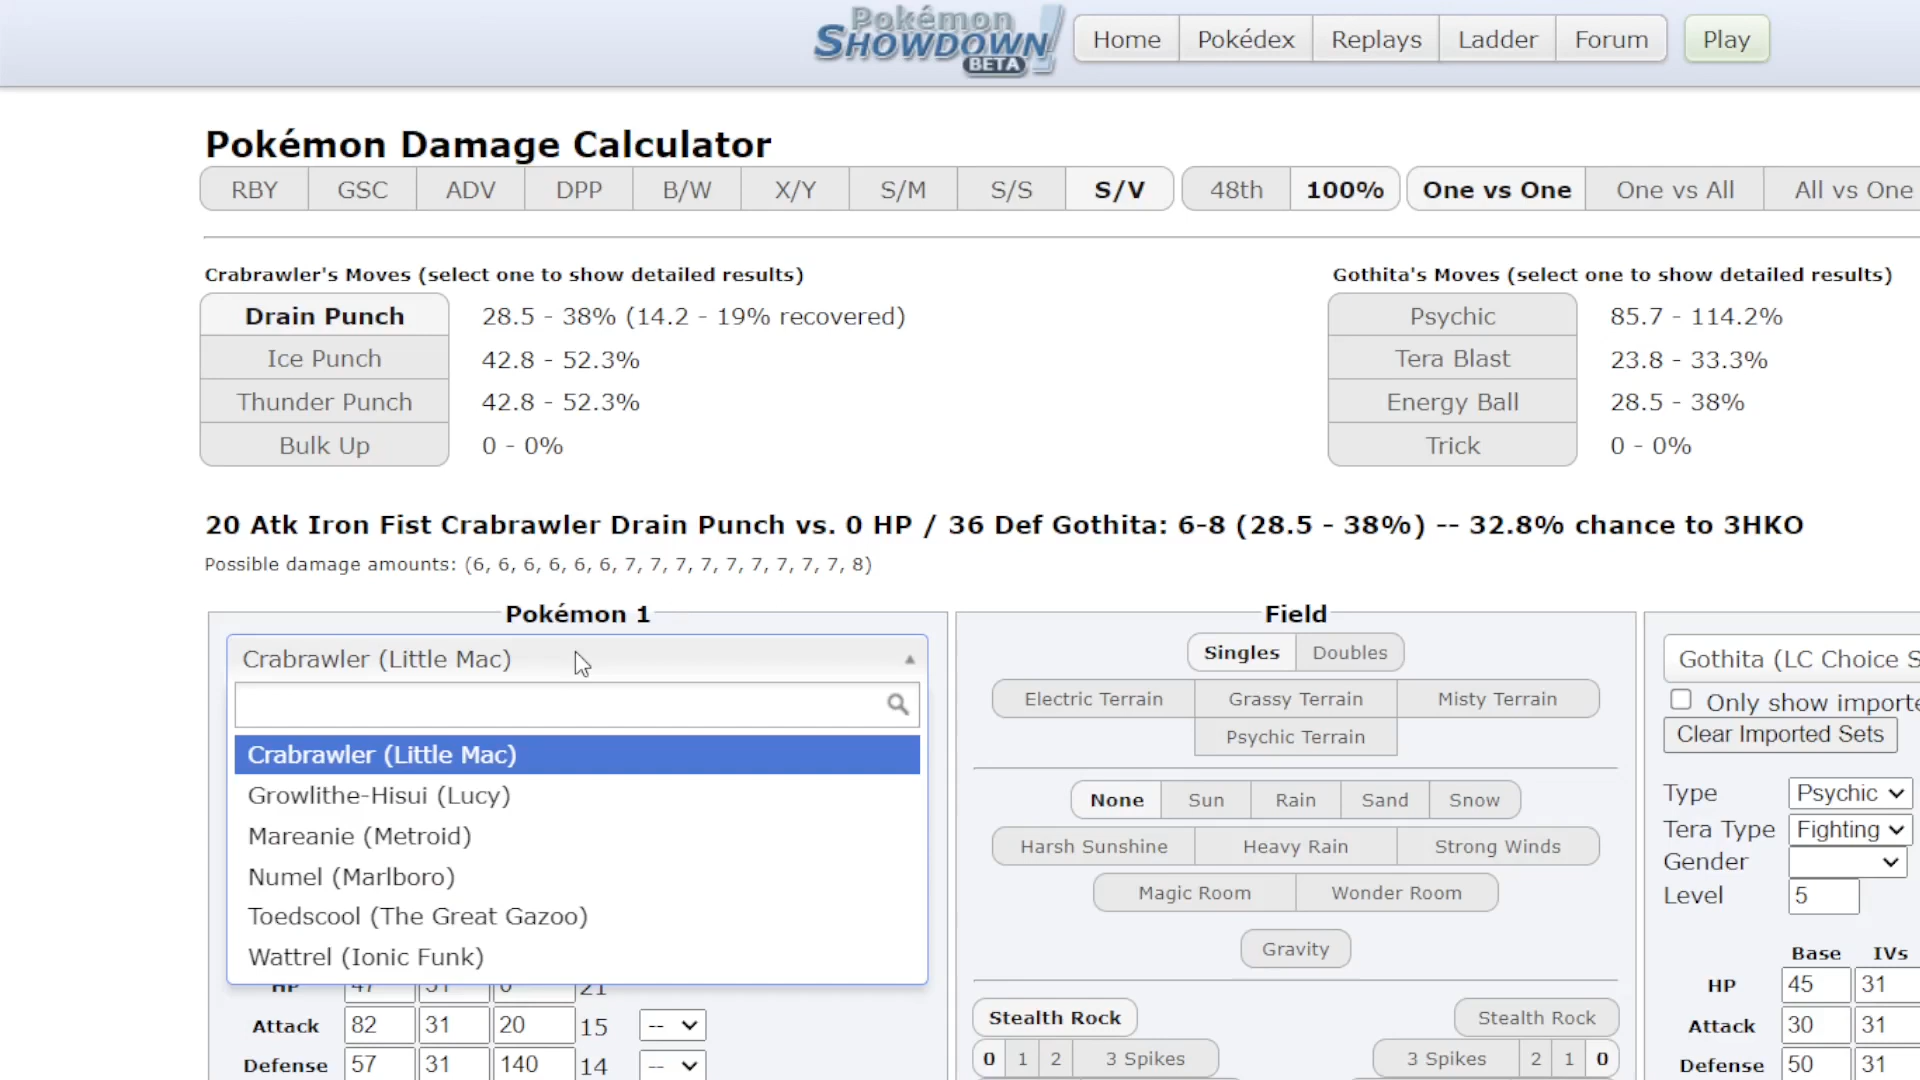 Pokémon
SHOWDOWN!
BETA
Home Pokédex Replays Ladder Forum Play
Pokémon Damage Calculator
RBY GSC ADV DPP B/W X/Y S/M S/S S/V 48th 100% One vs One One vs All All vs One
Crabrawler's Moves (select one to show detailed results)
Drain Punch 28.5 - 38% (14.2 - 19% recovered)
Ice Punch 42.8 - 52.3%
Thunder Punch 42.8 - 52.3%
Bulk Up 0 - 0%
Gothita's Moves (select one to show detailed results)
Psychic 85.7 - 114.2%
Tera Blast 23.8 - 33.3%
Energy Ball 28.5 - 38%
Trick 0 - 0%
20 Atk Iron Fist Crabrawler Drain Punch vs. 0 HP / 36 Def Gothita: 6-8 (28.5 - 38%) -- 32.8% chance to 3HKO
Possible damage amounts: (6, 6, 6, 6, 6, 6, 7, 7, 7, 7, 7, 7, 7, 7, 7, 8)
Pokémon 1
Crabrawler (Little Mac)
Crabrawler (Little Mac)
Growlithe-Hisui (Lucy)
Mareanie (Metroid)
Numel (Marlboro)
Toedscool (The Great Gazoo)
Wattrel (Ionic Funk)
HP 47 31 0 21
Attack 82 31 20 15 --
Defense 57 31 140 14 --
Field
Singles Doubles
Electric Terrain Grassy Terrain Misty Terrain
Psychic Terrain
None Sun Rain Sand Snow
Harsh Sunshine Heavy Rain Strong Winds
Magic Room Wonder Room
Gravity
Stealth Rock Stealth Rock
0 1 2 3 Spikes 3 Spikes 2 1 0
Gothita (LC Choice S
Only show importe
Clear Imported Sets
Type Psychic
Tera Type Fighting
Gender
Level 5
Base IVs
HP 45 31
Attack 30 31
Defense 50 31